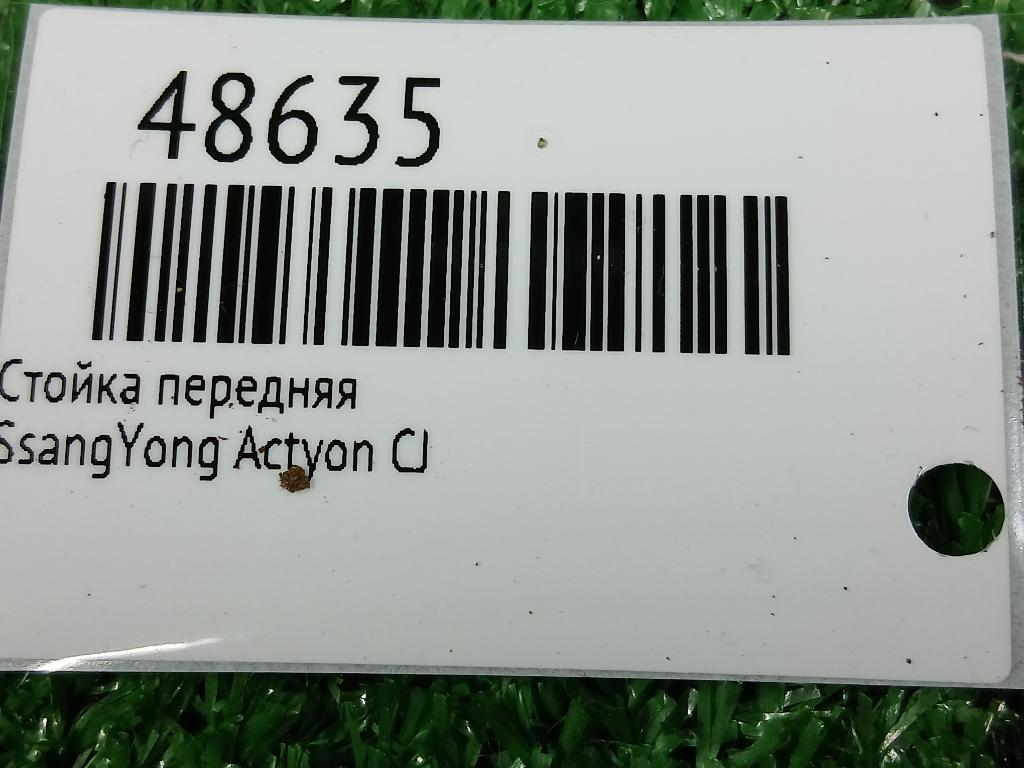 48635
Стойка передняя
SsangYong Actyon CJ